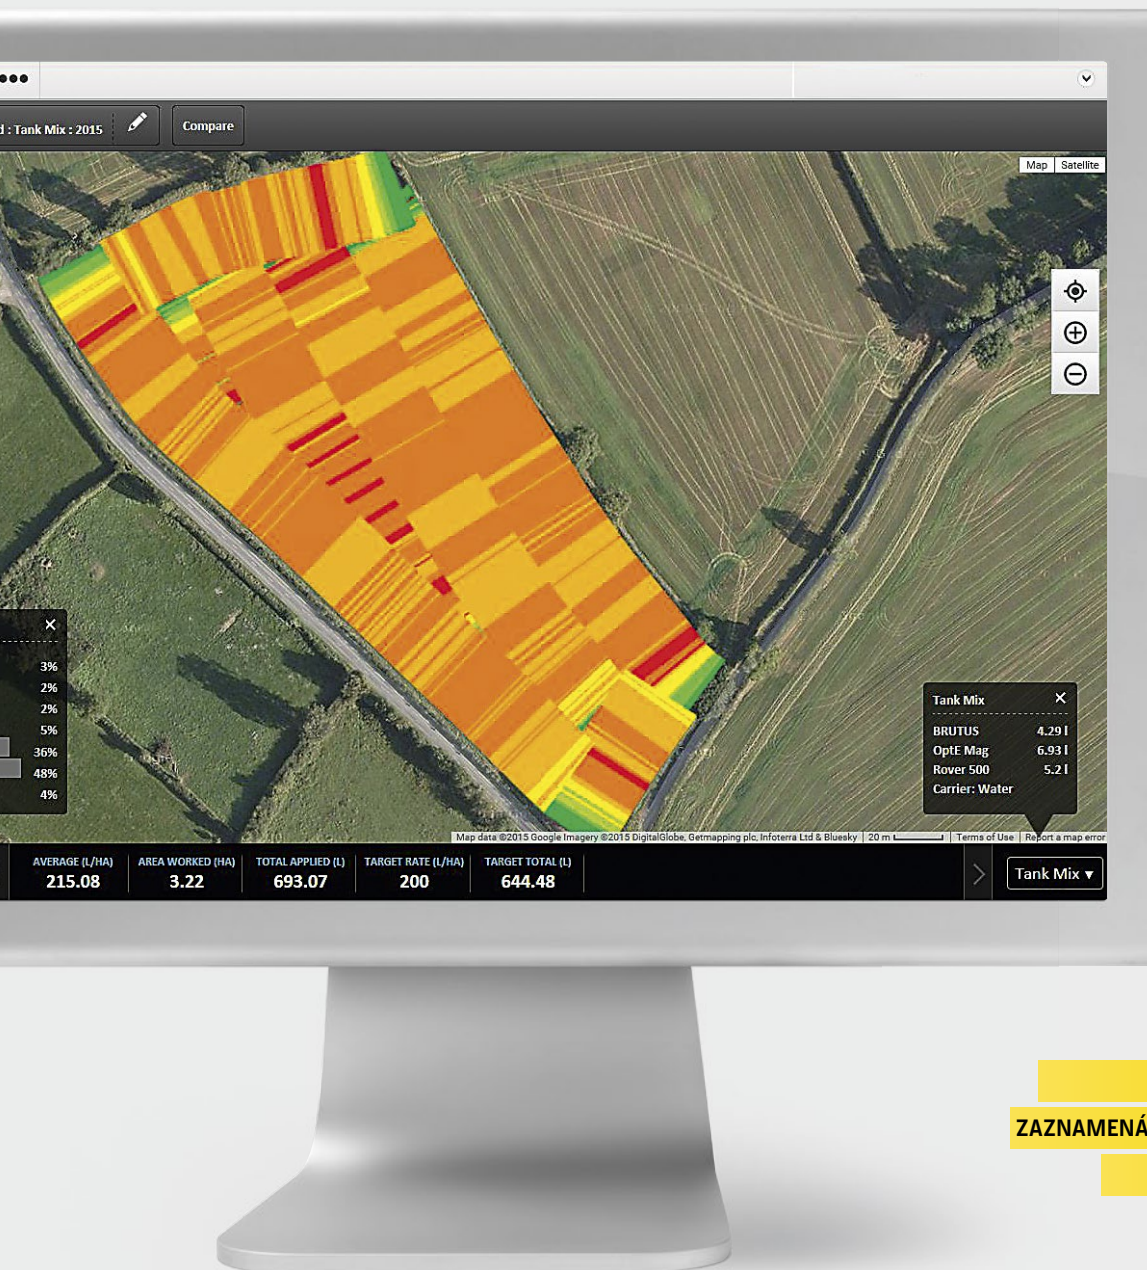 d : Tank Mix : 2015
Compare
Map
Satellite
3%
2%
2%
5%
36%
48%
4%
Tank Mix
BRUTUS 4.29 l
OptE Mag 6.93 l
Rover 500 5.2 l
Carrier: Water
Map data ©2015 Google Imagery ©2015 DigitalGlobe, Getmapping plc, Infoterra Ltd & Bluesky 20 m Terms of Use Report a map error
AVERAGE (L/HA) AREA WORKED (HA) TOTAL APPLIED (L) TARGET RATE (L/HA) TARGET TOTAL (L)
215.08 3.22 693.07 200 644.48
Tank Mix
ZAZNAMENÁ